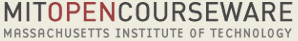 MITOPENCOURSEWARE
MASSACHUSETTS INSTITUTE OF TECHNOLOGY